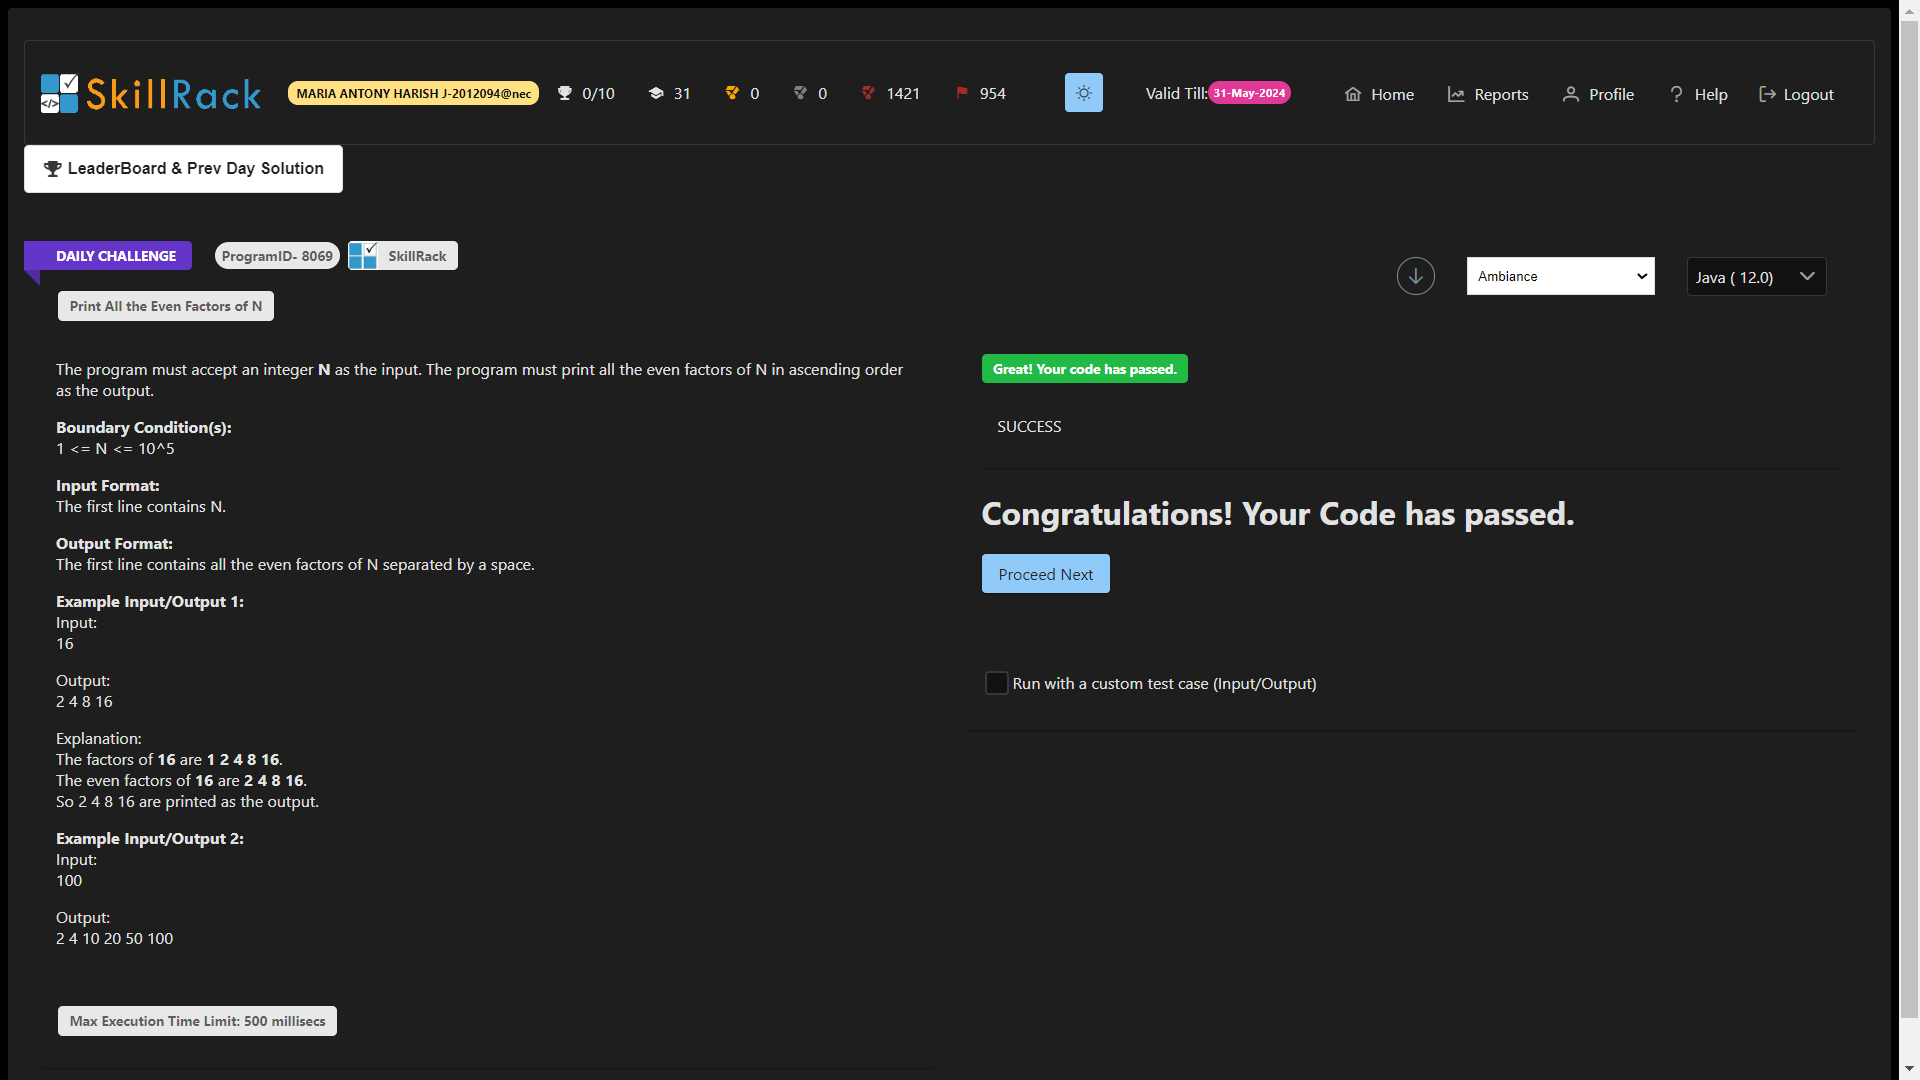 SkillRack
MARIA ANTONY HARISH J-2012094@nec
0/10
31
0
0
1421
954
Valid Till: 31-May-2024
Home
Reports
Profile
Help
Logout
LeaderBoard & Prev Day Solution
DAILY CHALLENGE
ProgramID- 8069
SkillRack
Ambiance
Java ( 12.0)
Print All the Even Factors of N
The program must accept an integer N as the input. The program must print all the even factors of N in ascending order
as the output.
Boundary Condition(s):
1 <= N <= 10^5
Input Format:
The first line contains N.
Output Format:
The first line contains all the even factors of N separated by a space.
Example Input/Output 1:
Input:
16
Output:
2 4 8 16
Explanation:
The factors of 16 are 1 2 4 8 16.
The even factors of 16 are 2 4 8 16.
So 2 4 8 16 are printed as the output.
Example Input/Output 2:
Input:
100
Output:
2 4 10 20 50 100
Max Execution Time Limit: 500 millisecs
Great! Your code has passed.
SUCCESS
Congratulations! Your Code has passed.
Proceed Next
Run with a custom test case (Input/Output)